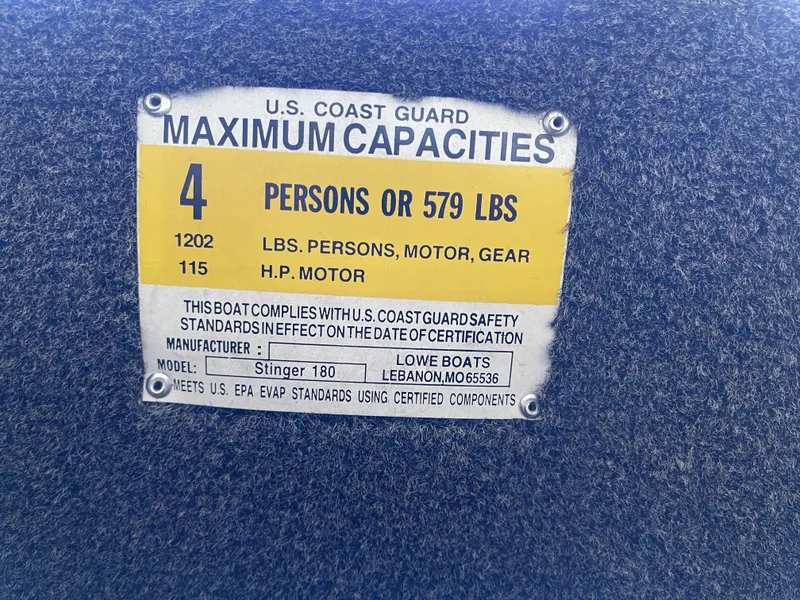 U.S. COAST GUARD
MAXIMUM CAPACITIES
4 PERSONS OR 579 LBS
1202 LBS. PERSONS, MOTOR, GEAR
115 H.P. MOTOR
THIS BOAT COMPLIES WITH U.S. COAST GUARD SAFETY
STANDARDS IN EFFECT ON THE DATE OF CERTIFICATION
MANUFACTURER : LOWE BOATS
MODEL: Stinger 180 LEBANON, MO 65536
MEETS U.S. EPA EVAP STANDARDS USING CERTIFIED COMPONENTS